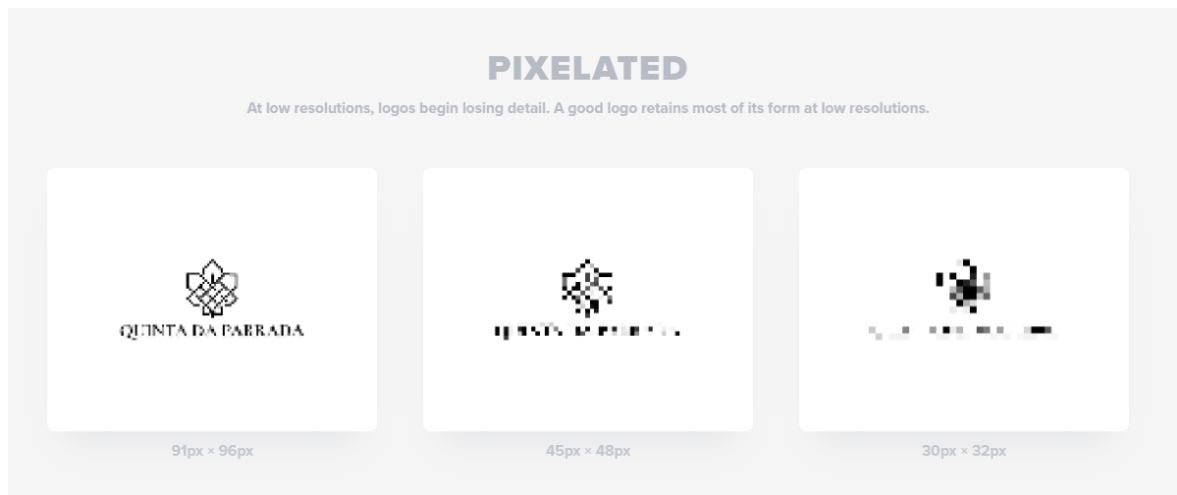 PIXELATED
At low resolutions, logos begin losing detail. A good logo retains most of its form at low resolutions.
QUINTA DA PARRADA
91px × 96px
45px × 48px
30px × 32px